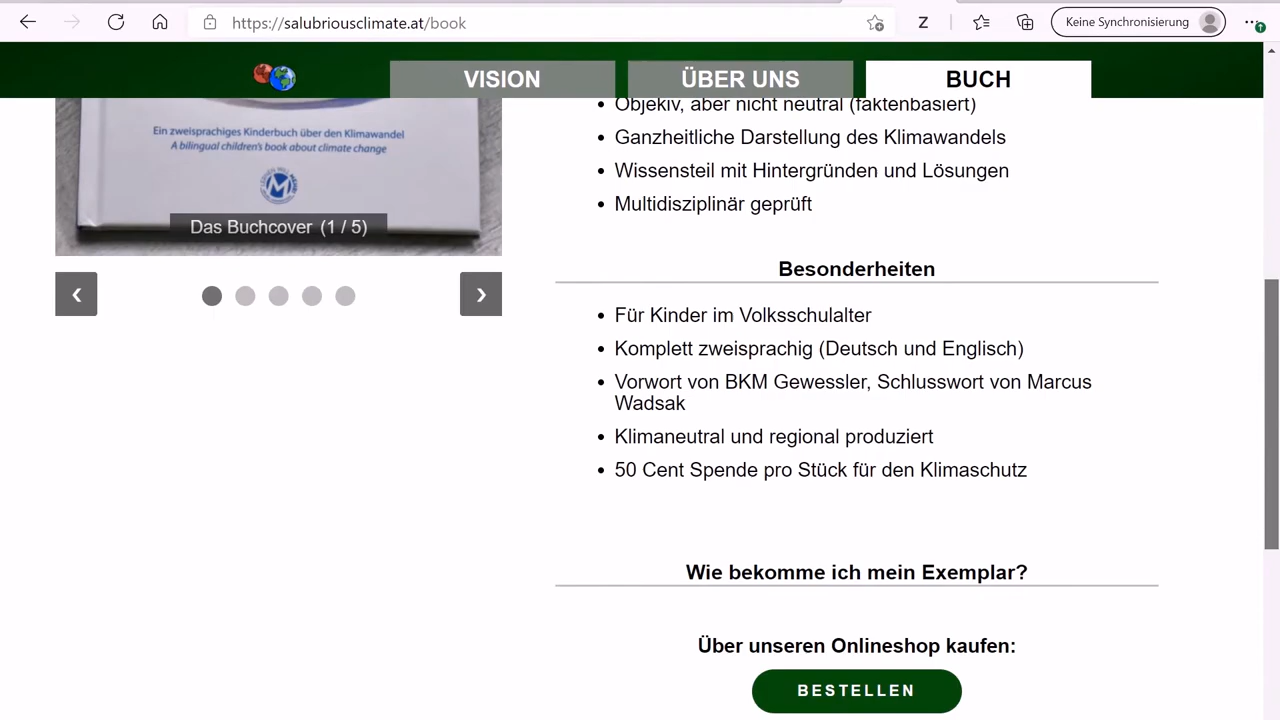 https://salubriousclimate.at/book
Z
Keine Synchronisierung
VISION
ÜBER UNS
BUCH
Ein zweisprachiges Kinderbuch über den Klimawandel
A bilingual children's book about climate change
M
Das Buchcover (1 / 5)
Objekiv, aber nicht neutral (faktenbasiert)
Ganzheitliche Darstellung des Klimawandels
Wissensteil mit Hintergründen und Lösungen
Multidisziplinär geprüft
Besonderheiten
Für Kinder im Volksschulalter
Komplett zweisprachig (Deutsch und Englisch)
Vorwort von BKM Gewessler, Schlusswort von Marcus
Wadsak
Klimaneutral und regional produziert
50 Cent Spende pro Stück für den Klimaschutz
Wie bekomme ich mein Exemplar?
Über unseren Onlineshop kaufen:
BESTELLEN